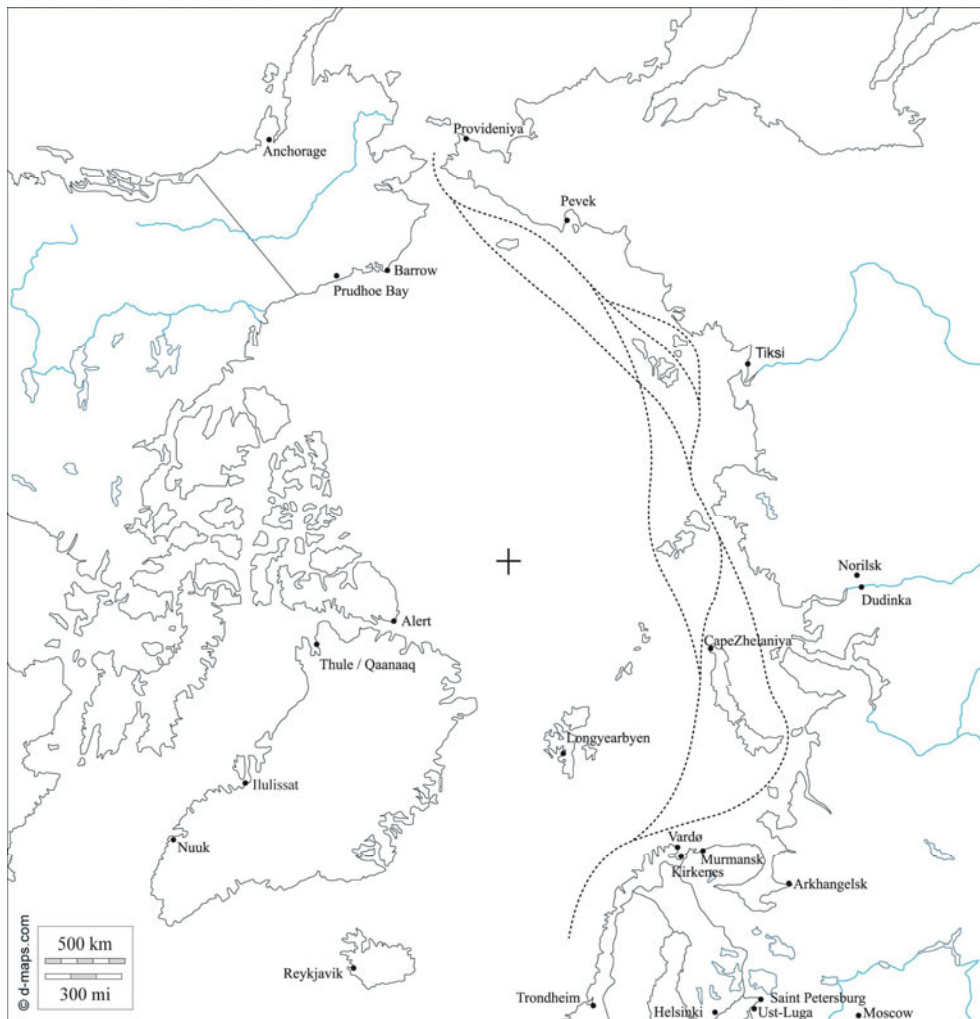 Provideniya
Anchorage
Pevek
Barrow
Prudhoe Bay
Tiksi
Norilsk
Dudinka
Alert
CapeZhelaniya
Thule / Qaanaaq
Longyearbyen
Ilulissat
Vardø
Nuuk
Murmansk
Kirkenes
Arkhangelsk
© d-maps.com
500 km
300 mi
Reykjavik
Trondheim
Saint Petersburg
Helsinki
Ust-Luga
Moscow